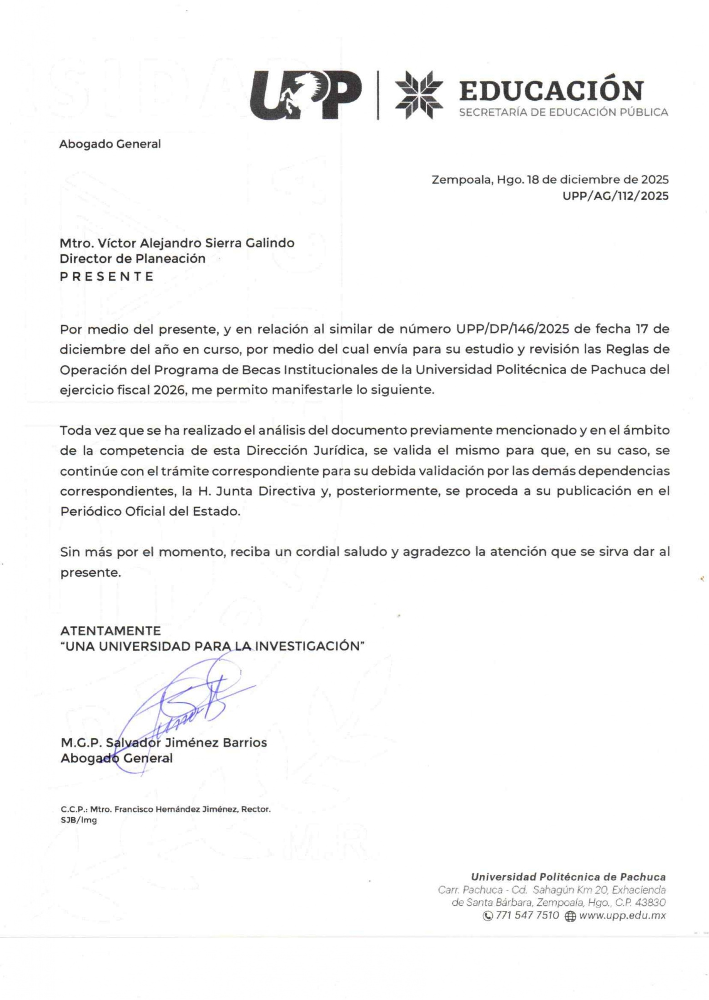 UPP
EDUCACIÓN
SECRETARÍA DE EDUCACIÓN PÚBLICA
Abogado General
Zempoala, Hgo. 18 de diciembre de 2025
UPP/AG/112/2025
Mtro. Víctor Alejandro Sierra Galindo
Director de Planeación
P R E S E N T E
Por medio del presente, y en relación al similar de número UPP/DP/146/2025 de fecha 17 de
diciembre del año en curso, por medio del cual envía para su estudio y revisión las Reglas de
Operación del Programa de Becas Institucionales de la Universidad Politécnica de Pachuca del
ejercicio fiscal 2026, me permito manifestarle lo siguiente.
Toda vez que se ha realizado el análisis del documento previamente mencionado y en el ámbito
de la competencia de esta Dirección Jurídica, se valida el mismo para que, en su caso, se
continúe con el trámite correspondiente para su debida validación por las demás dependencias
correspondientes, la H. Junta Directiva y, posteriormente, se proceda a su publicación en el
Periódico Oficial del Estado.
Sin más por el momento, reciba un cordial saludo y agradezco la atención que se sirva dar al
presente.
ATENTAMENTE
“UNA UNIVERSIDAD PARA LA INVESTIGACIÓN”
M.G.P. Salvador Jiménez Barrios
Abogado General
C.C.P.: Mtro. Francisco Hernández Jiménez, Rector.
SJB/lmg
M.R.
Universidad Politécnica de Pachuca
Carr. Pachuca - Cd. Sahagún Km 20, Exhacienda
de Santa Bárbara, Zempoala, Hgo., C.P. 43830
771 547 7510 www.upp.edu.mx